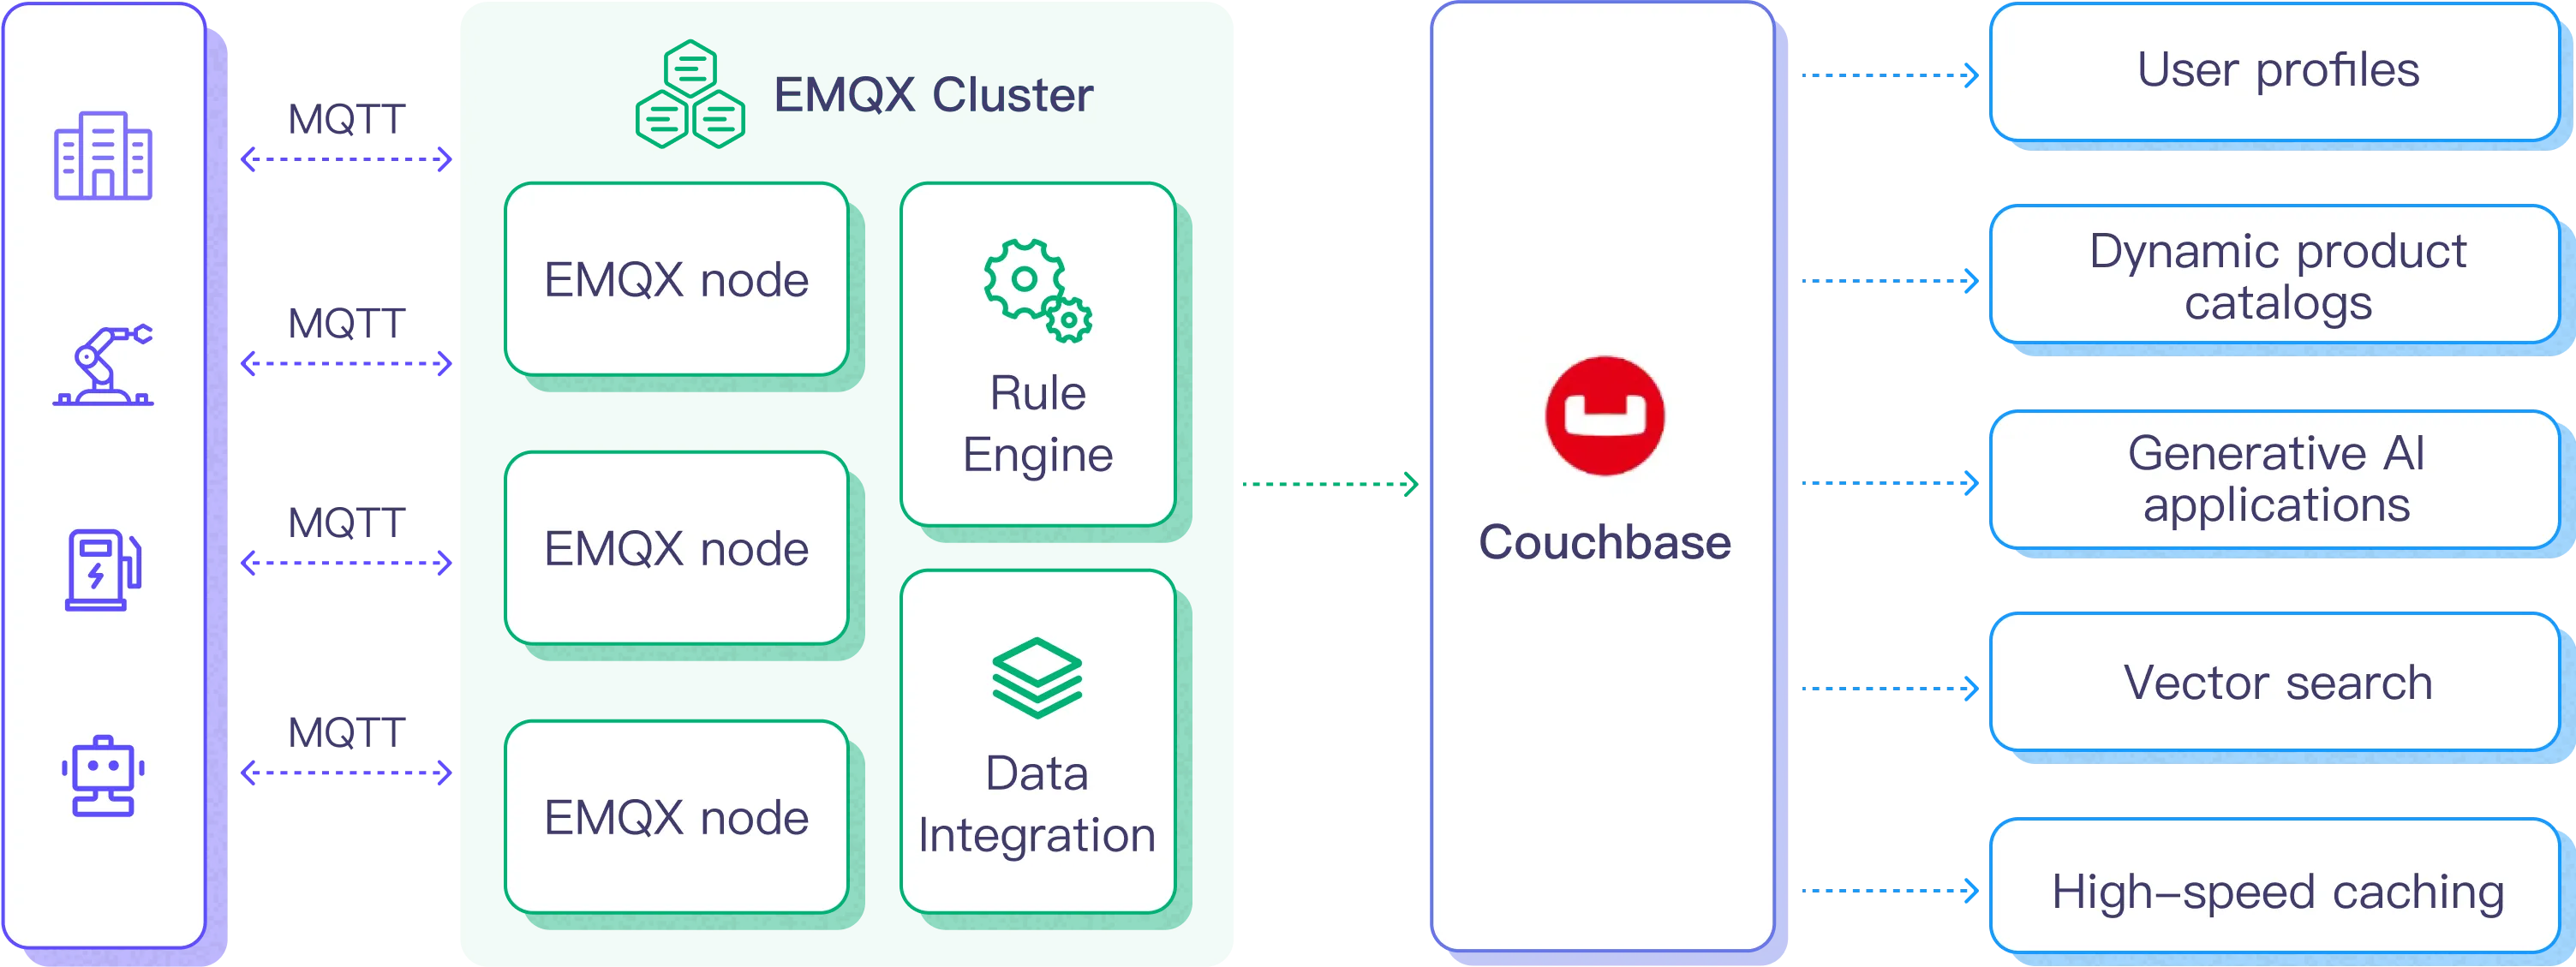 MQTT
MQTT
MQTT
MQTT
EMQX Cluster
EMQX node
EMQX node
EMQX node
Rule
Engine
Data
Integration
Couchbase
User profiles
Dynamic product
catalogs
Generative AI
applications
Vector search
High-speed caching